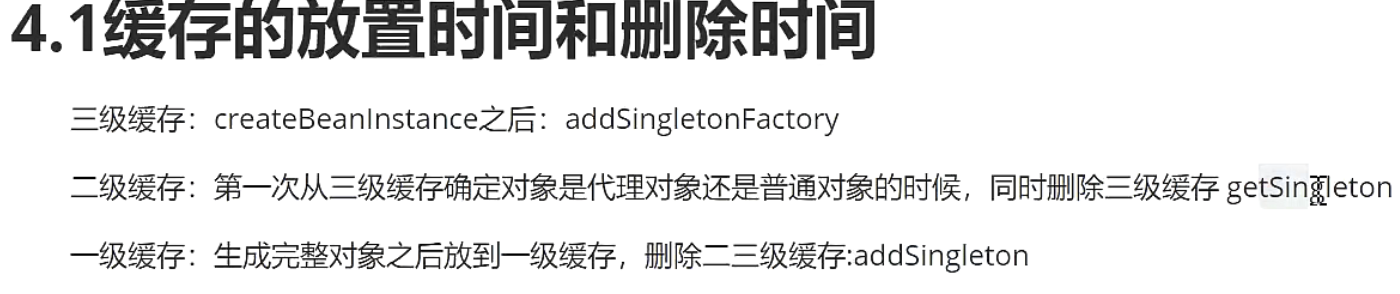 4.1缓存的放置时间和删除时间
三级缓存：createBeanInstance之后：addSingletonFactory
二级缓存：第一次从三级缓存确定对象是代理对象还是普通对象的时候，同时删除三级缓存 getSingleton
一级缓存：生成完整对象之后放到一级缓存，删除二三级缓存:addSingleton